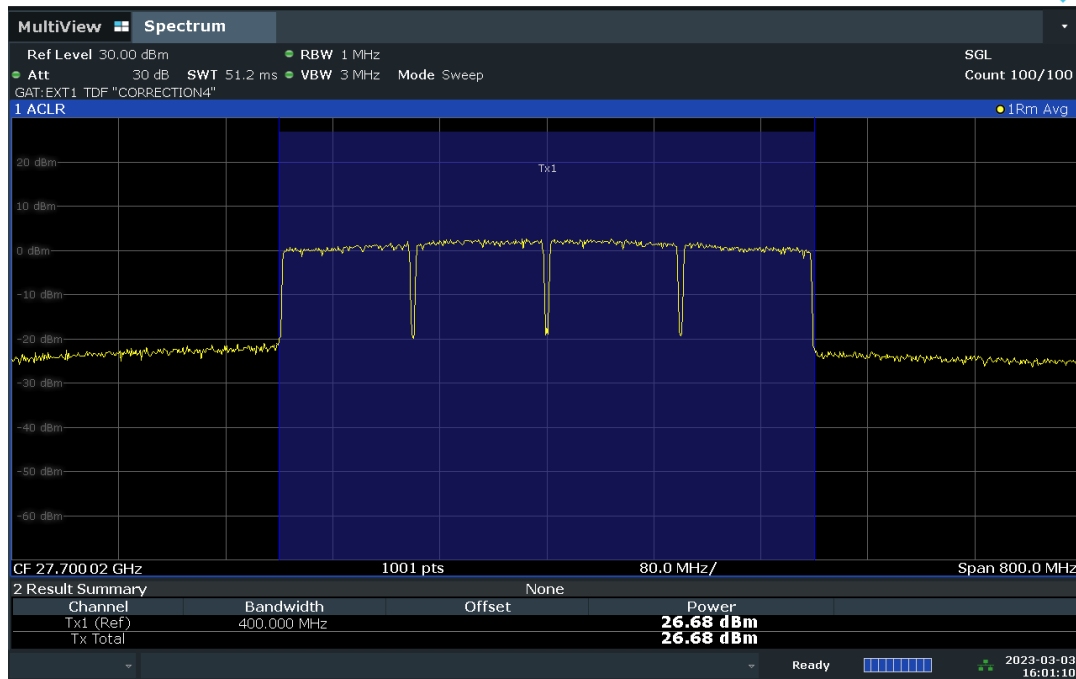 MultiView Spectrum
Ref Level 30.00 dBm RBW 1 MHz SGL
Att 30 dB SWT 51.2 ms VBW 3 MHz Mode Sweep Count 100/100
GAT:EXT1 TDF "CORRECTION4"
1 ACLR 1Rm Avg
Tx1
20 dBm
10 dBm
0 dBm
-10 dBm
-20 dBm
-30 dBm
-40 dBm
-50 dBm
-60 dBm
CF 27.700 02 GHz 1001 pts 80.0 MHz/ Span 800.0 MHz
2 Result Summary None
Channel Bandwidth Offset Power
Tx1 (Ref) 400.000 MHz 26.68 dBm
Tx Total 26.68 dBm
Ready 2023-03-03
16:01:10